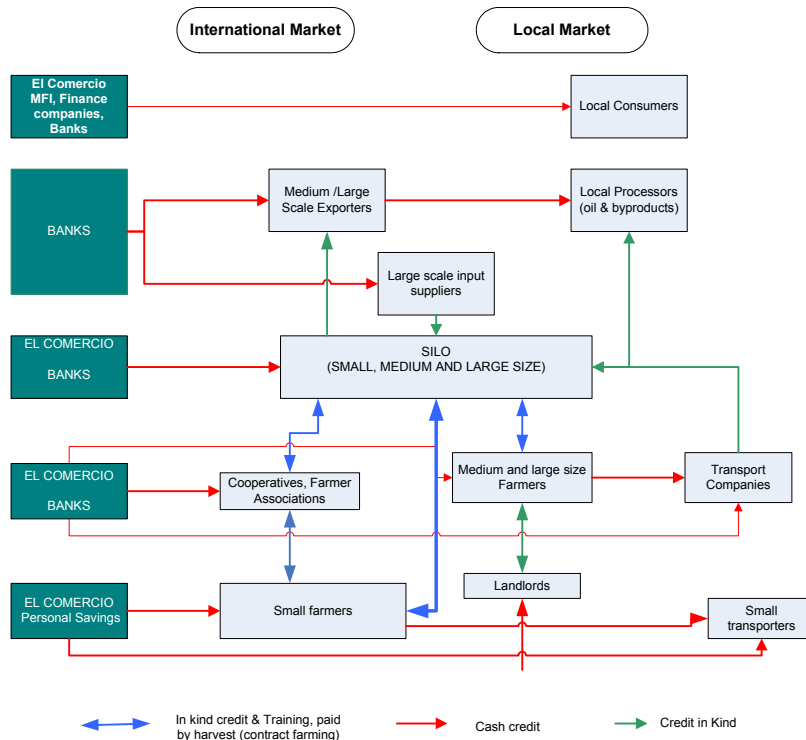 International Market
Local Market
El Comercio
MFI, Finance
companies,
Banks
Local Consumers
BANKS
Medium /Large
Scale Exporters
Local Processors
(oil & byproducts)
Large scale input
suppliers
EL COMERCIO
BANKS
SILO
(SMALL, MEDIUM AND LARGE SIZE)
EL COMERCIO
BANKS
Cooperatives, Farmer
Associations
Medium and large size
Farmers
Transport
Companies
EL COMERCIO
Personal Savings
Small farmers
Landlords
Small
transporters
In kind credit & Training, paid
by harvest (contract farming)
Cash credit
Credit in Kind